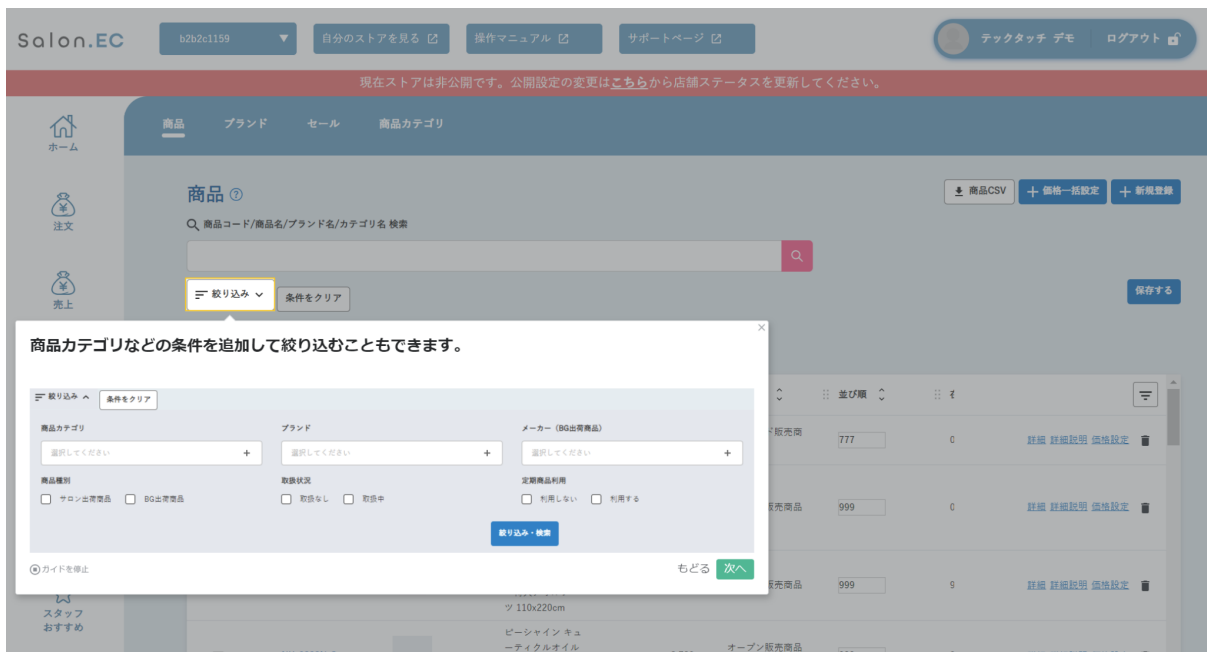 Salon.EC
b2b2c1159 ▼
自分のストアを見る
操作マニュアル
サポートページ
テックタッチ デモ
ログアウト
現在ストアは非公開です。公開設定の変更はこちらから店舗ステータスを更新してください。
ホーム
注文
売上
商品 ブランド セール 商品カテゴリ
商品 ?
商品CSV
+ 価格一括設定
+ 新規登録
商品コード/商品名/ブランド名/カテゴリ名 検索
絞り込み
条件をクリア
保存する
商品カテゴリなどの条件を追加して絞り込むこともできます。
×
絞り込み
条件をクリア
商品カテゴリ ブランド メーカー（BG出荷商品）
選択してください + 選択してください + 選択してください +
商品種別 取扱状況 定期商品利用
サロン出荷商品 BG出荷商品 取扱なし 取扱中 利用しない 利用する
絞り込み・検索
ガイドを停止
もどる 次へ
並び順
ド販売商
777 0 詳細 詳細説明 価格設定
販売商品 999 0 詳細 詳細説明 価格設定
販売商品 999 9 詳細 詳細説明 価格設定
ツ 110x220cm
スタッフ
おすすめ
ピーシャイン キュ
ーティクルオイル
オープン販売商品